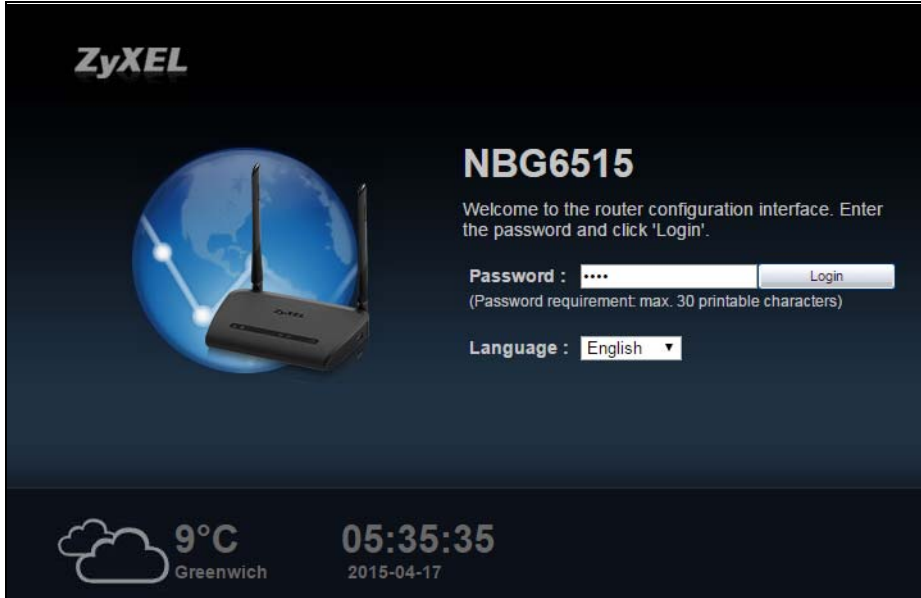 ZyXEL
NBG6515
Welcome to the router configuration interface. Enter
the password and click 'Login'.
Password : •••• Login
(Password requirement: max. 30 printable characters)
Language : English ▼
ZyXEL
9°C
Greenwich
05:35:35
2015-04-17